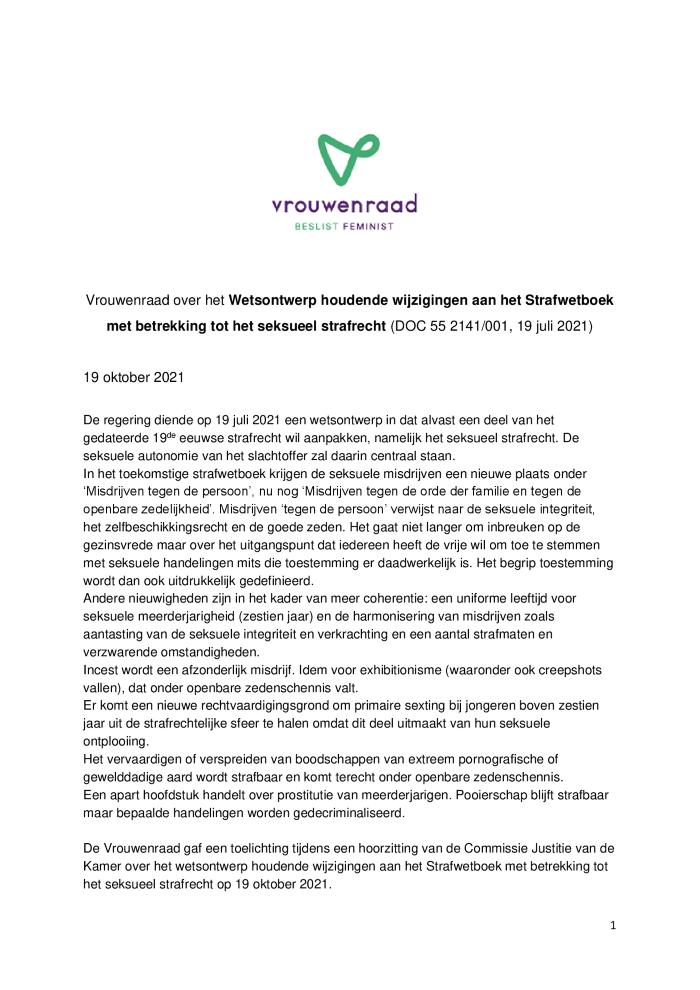 vrouwenraad
BESLIST FEMINIST
Vrouwenraad over het Wetsontwerp houdende wijzigingen aan het Strafwetboek
met betrekking tot het seksueel strafrecht (DOC 55 2141/001, 19 juli 2021)
19 oktober 2021
De regering diende op 19 juli 2021 een wetsontwerp in dat alvast een deel van het
gedateerde 19de eeuwse strafrecht wil aanpakken, namelijk het seksueel strafrecht. De
seksuele autonomie van het slachtoffer zal daarin centraal staan.
In het toekomstige strafwetboek krijgen de seksuele misdrijven een nieuwe plaats onder
‘Misdrijven tegen de persoon’, nu nog ‘Misdrijven tegen de orde der familie en tegen de
openbare zedelijkheid’. Misdrijven ‘tegen de persoon’ verwijst naar de seksuele integriteit,
het zelfbeschikkingsrecht en de goede zeden. Het gaat niet langer om inbreuken op de
gezinsvrede maar over het uitgangspunt dat iedereen heeft de vrije wil om toe te stemmen
met seksuele handelingen mits die toestemming er daadwerkelijk is. Het begrip toestemming
wordt dan ook uitdrukkelijk gedefinieerd.
Andere nieuwigheden zijn in het kader van meer coherentie: een uniforme leeftijd voor
seksuele meerderjarigheid (zestien jaar) en de harmonisering van misdrijven zoals
aantasting van de seksuele integriteit en verkrachting en een aantal strafmaten en
verzwarende omstandigheden.
Incest wordt een afzonderlijk misdrijf. Idem voor exhibitionisme (waaronder ook creepshots
vallen), dat onder openbare zedenschennis valt.
Er komt een nieuwe rechtvaardigingsgrond om primaire sexting bij jongeren boven zestien
jaar uit de strafrechtelijke sfeer te halen omdat dit deel uitmaakt van hun seksuele
ontplooiing.
Het vervaardigen of verspreiden van boodschappen van extreem pornografische of
gewelddadige aard wordt strafbaar en komt terecht onder openbare zedenschennis.
Een apart hoofdstuk handelt over prostitutie van meerderjarigen. Pooierschap blijft strafbaar
maar bepaalde handelingen worden gedecriminaliseerd.
De Vrouwenraad gaf een toelichting tijdens een hoorzitting van de Commissie Justitie van de
Kamer over het wetsontwerp houdende wijzigingen aan het Strafwetboek met betrekking tot
het seksueel strafrecht op 19 oktober 2021.
1